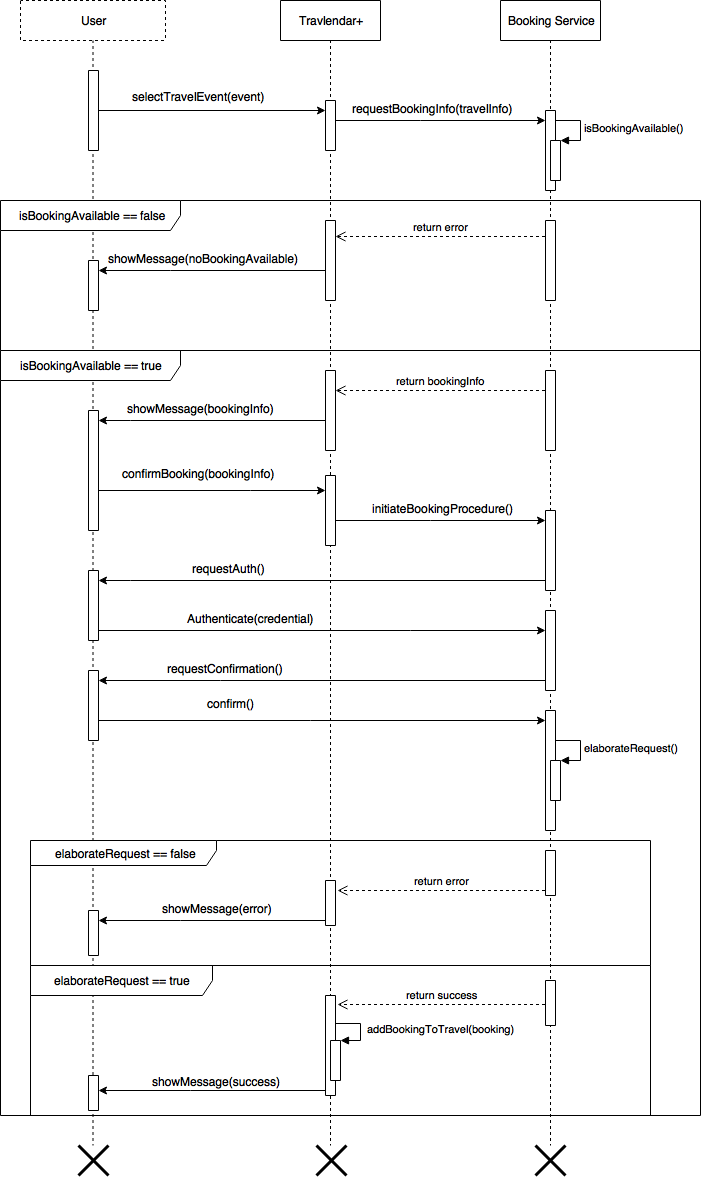 User
Travlendar+
Booking Service
selectTravelEvent(event)
requestBookingInfo(travelInfo)
isBookingAvailable()
isBookingAvailable == false
return error
showMessage(noBookingAvailable)
isBookingAvailable == true
return bookingInfo
showMessage(bookingInfo)
confirmBooking(bookingInfo)
initiateBookingProcedure()
requestAuth()
Authenticate(credential)
requestConfirmation()
confirm()
elaborateRequest()
elaborateRequest == false
return error
showMessage(error)
elaborateRequest == true
return success
addBookingToTravel(booking)
showMessage(success)